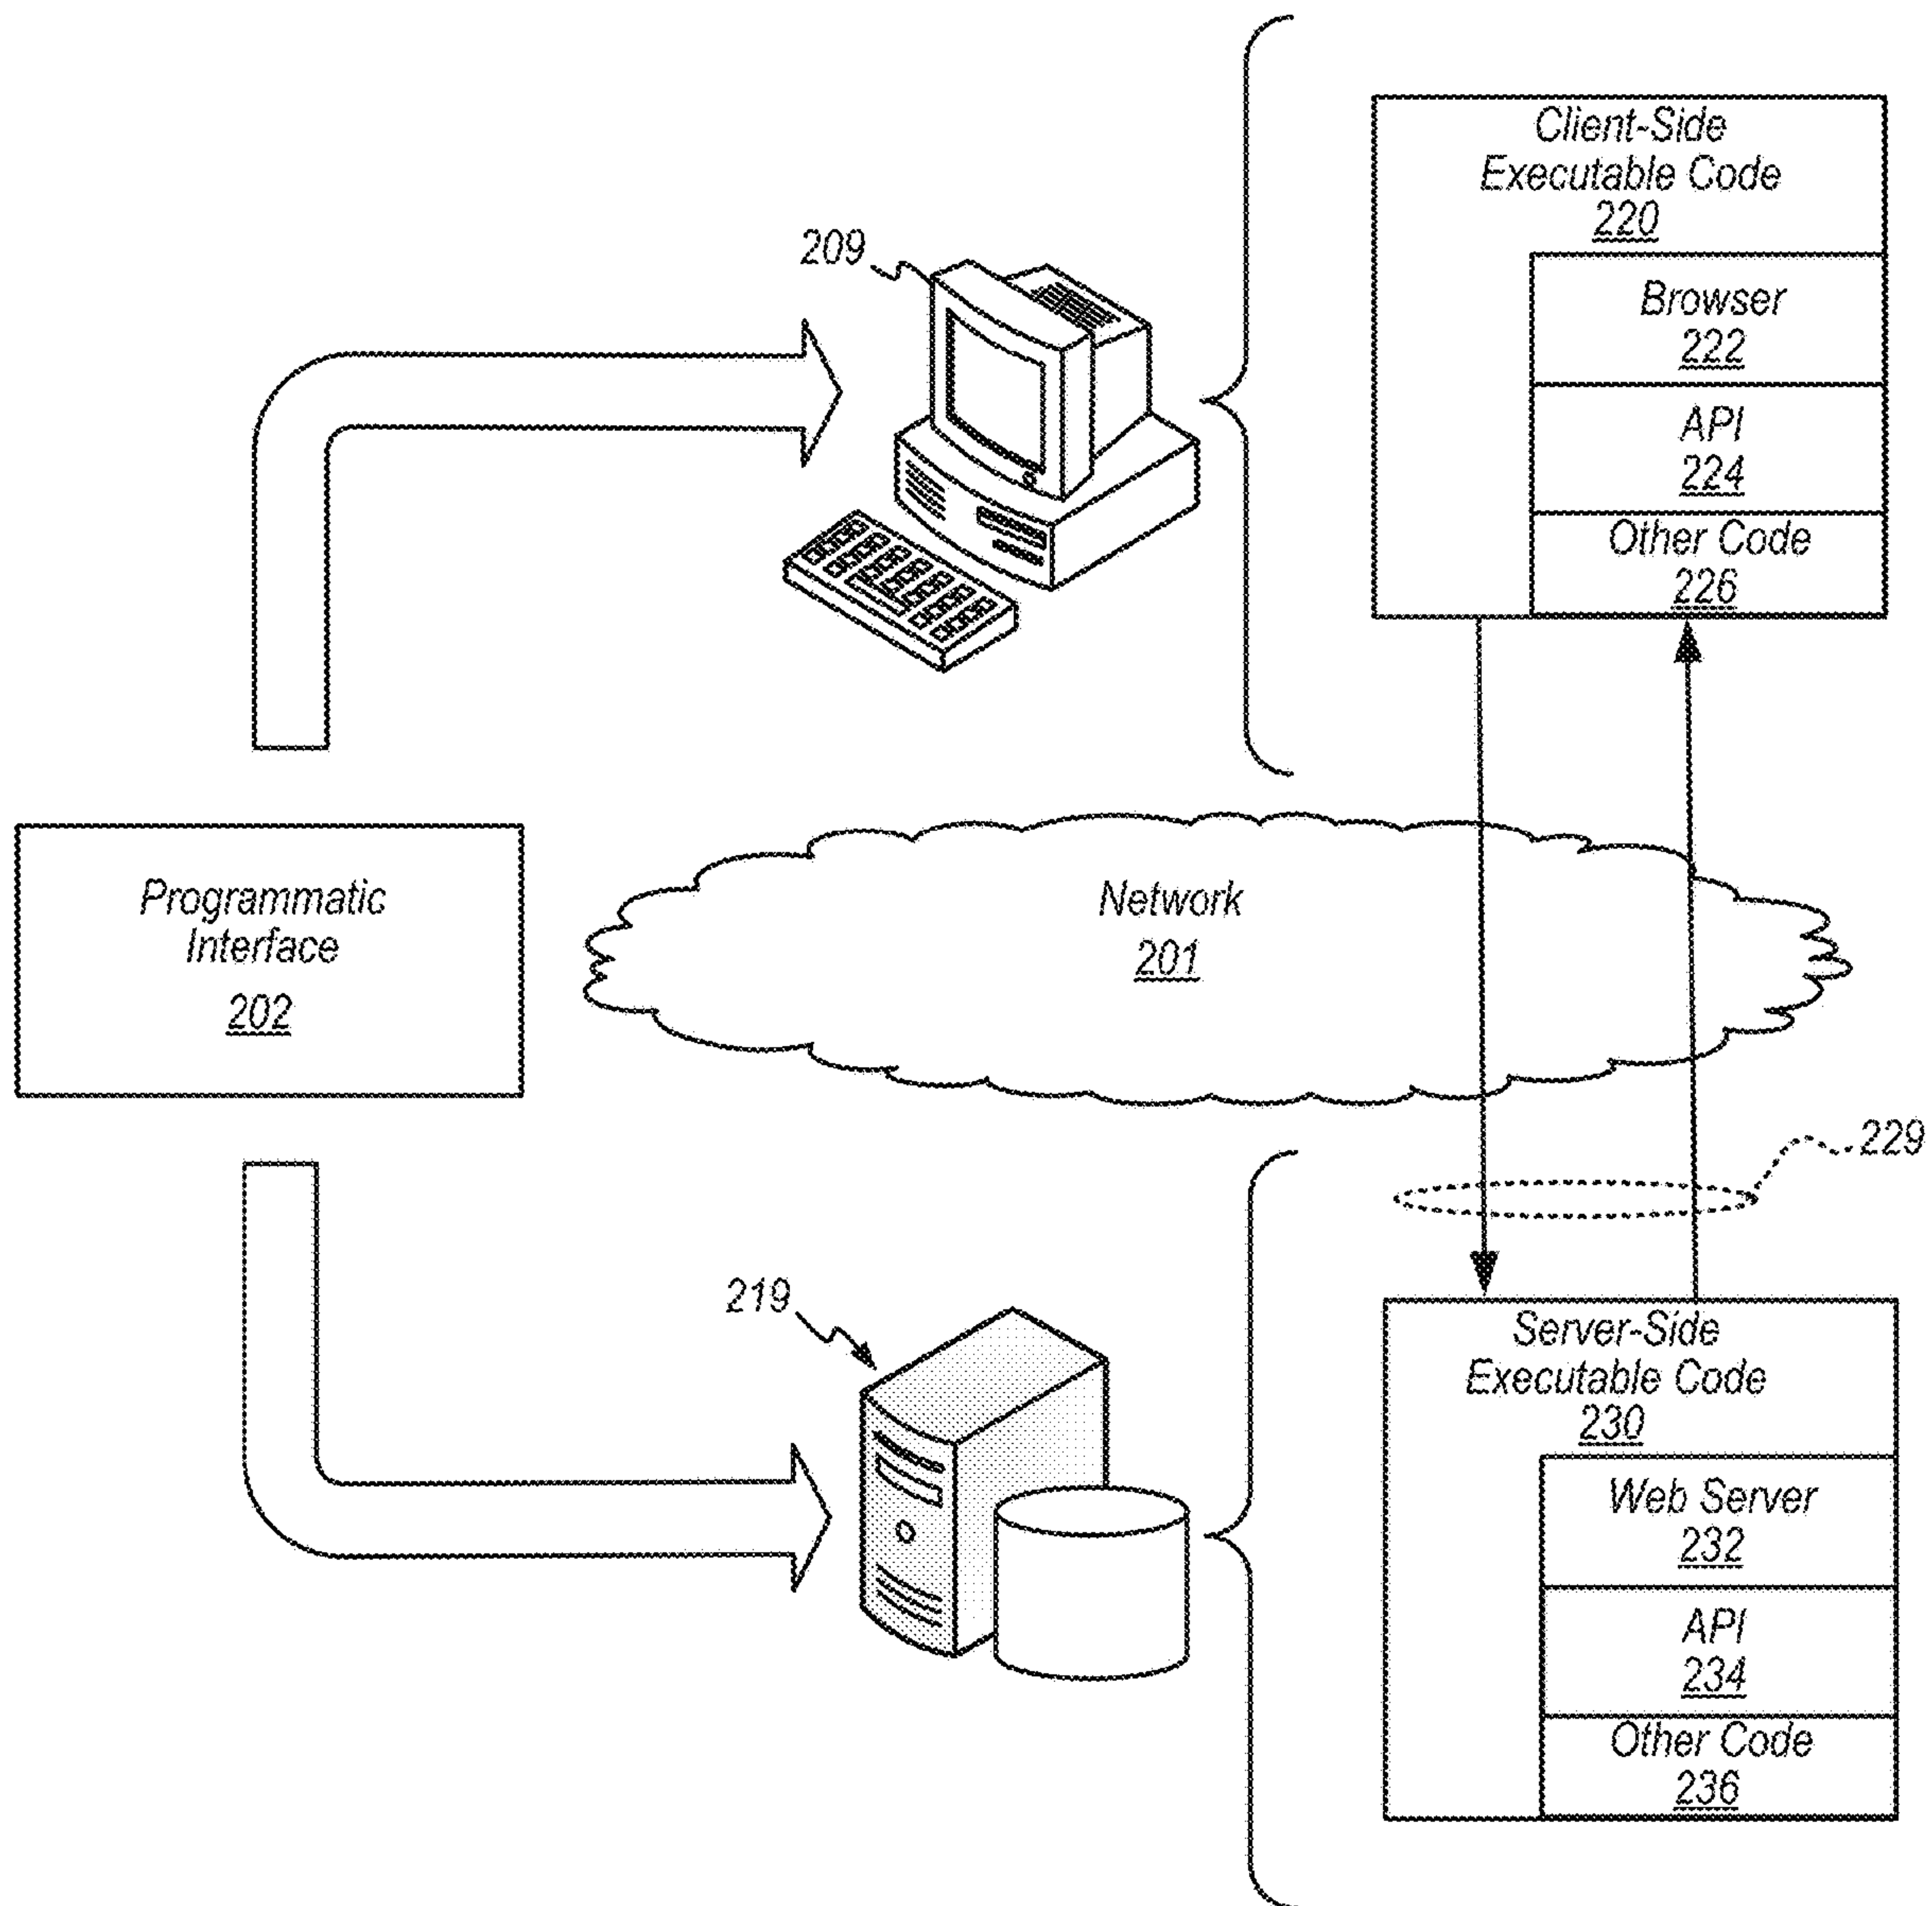 Client-Side
Executable Code
220
Browser
222
API
224
Other Code
226
209
Programmatic
Interface
202
Network
201
229
219
Server-Side
Executable Code
230
Web Server
232
API
234
Other Code
236